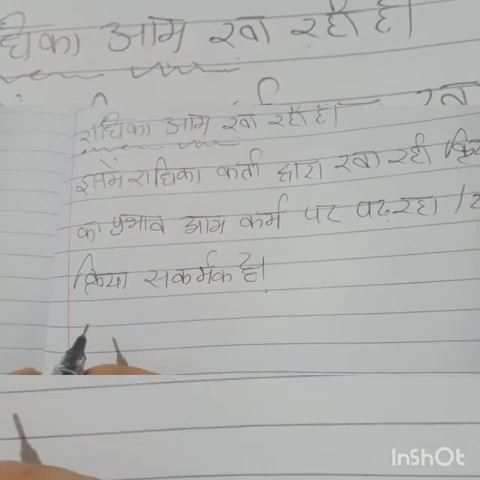 धिका आम खा रही है।
राधिका आम खा रही है।
इसमें राधिका कर्ता द्वारा खा रही
का प्रभाव आम कर्म पर पड़ रहा
क्रिया सकर्मक है।
InShOt